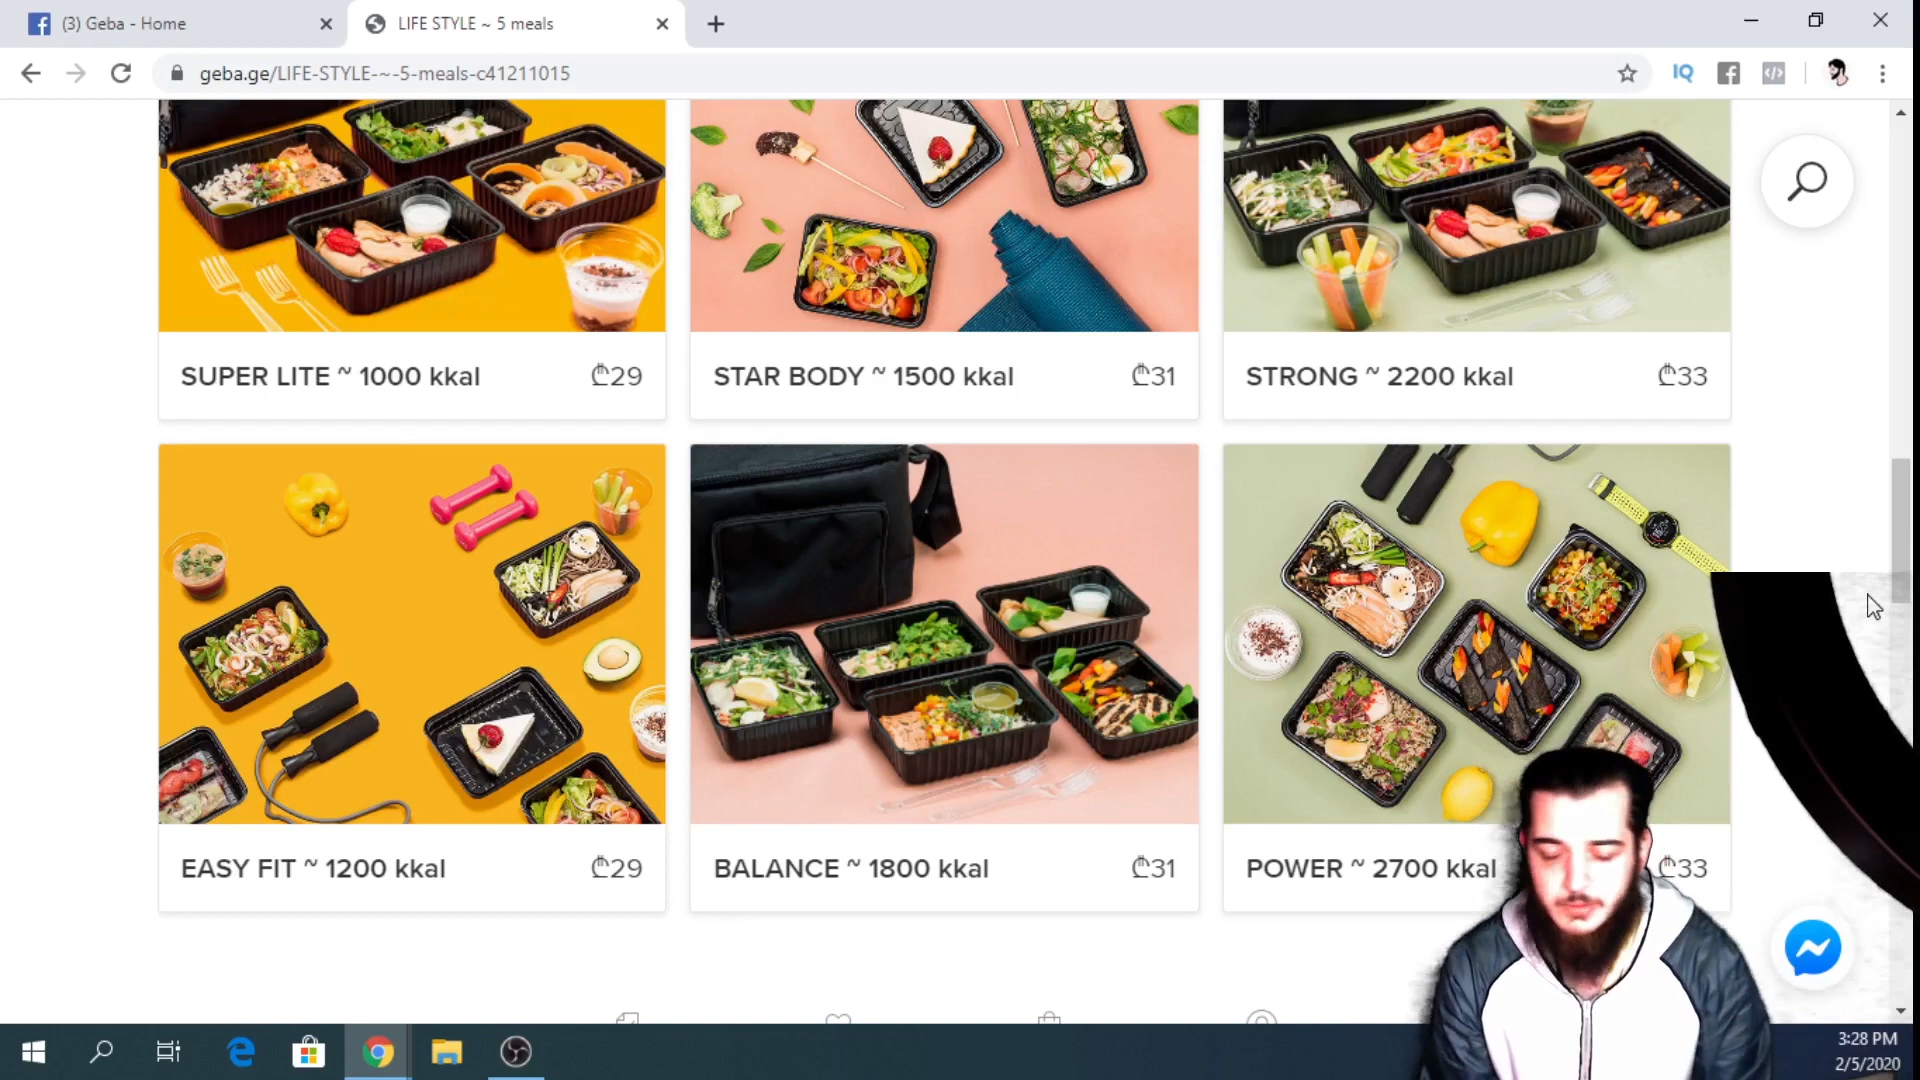 (3) Geba - Home
LIFE STYLE ~ 5 meals
geba.ge/LIFE-STYLE-~-5-meals-c41211015
IQ
SUPER LITE ~ 1000 kkal ₾29
STAR BODY ~ 1500 kkal ₾31
STRONG ~ 2200 kkal ₾33
EASY FIT ~ 1200 kkal ₾29
BALANCE ~ 1800 kkal ₾31
POWER ~ 2700 kkal ₾33
3:28 PM
2/5/2020